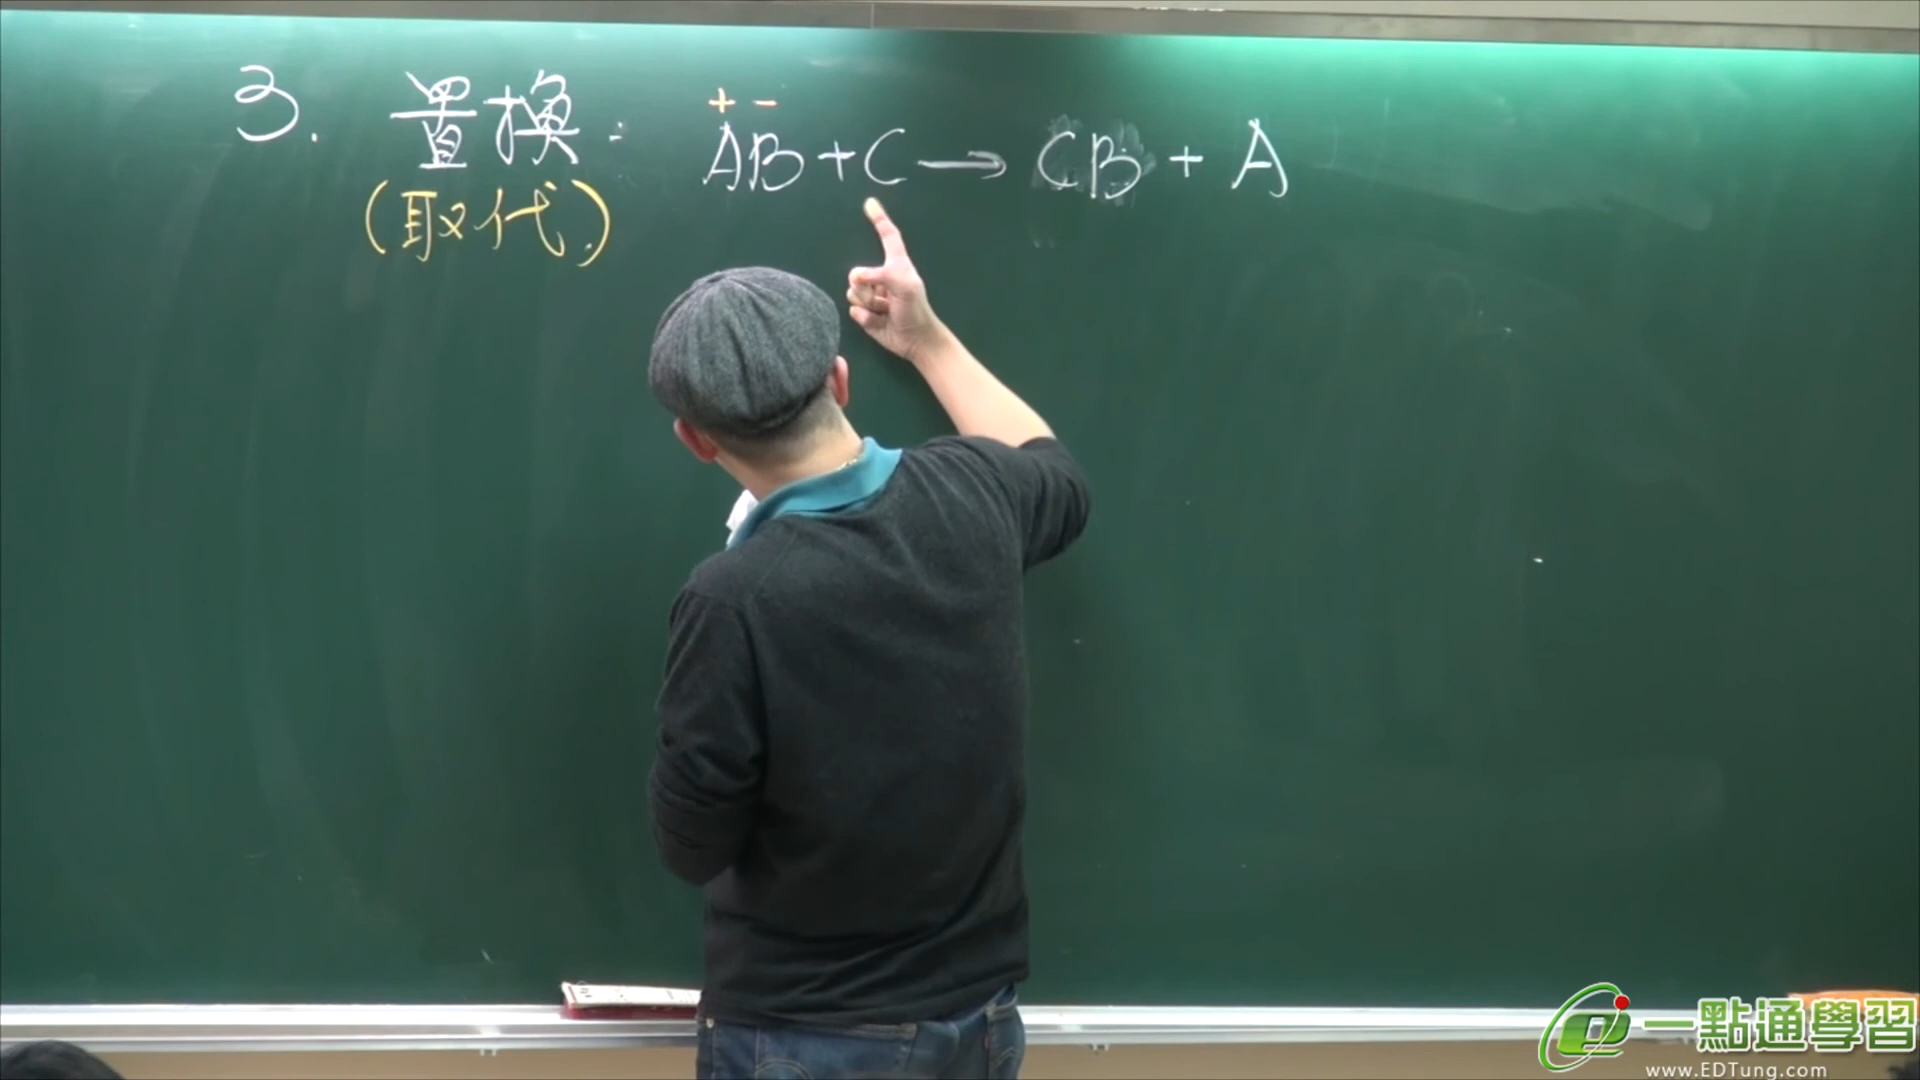 3. 置換: AB + C → CB + A
+ -
(取代)
一點通學習
www.EDTung.com